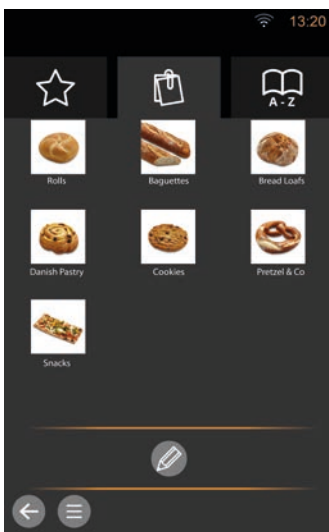 13:20
A - Z
Rolls
Baguettes
Bread Loafs
Danish Pastry
Cookies
Pretzel & Co
Snacks